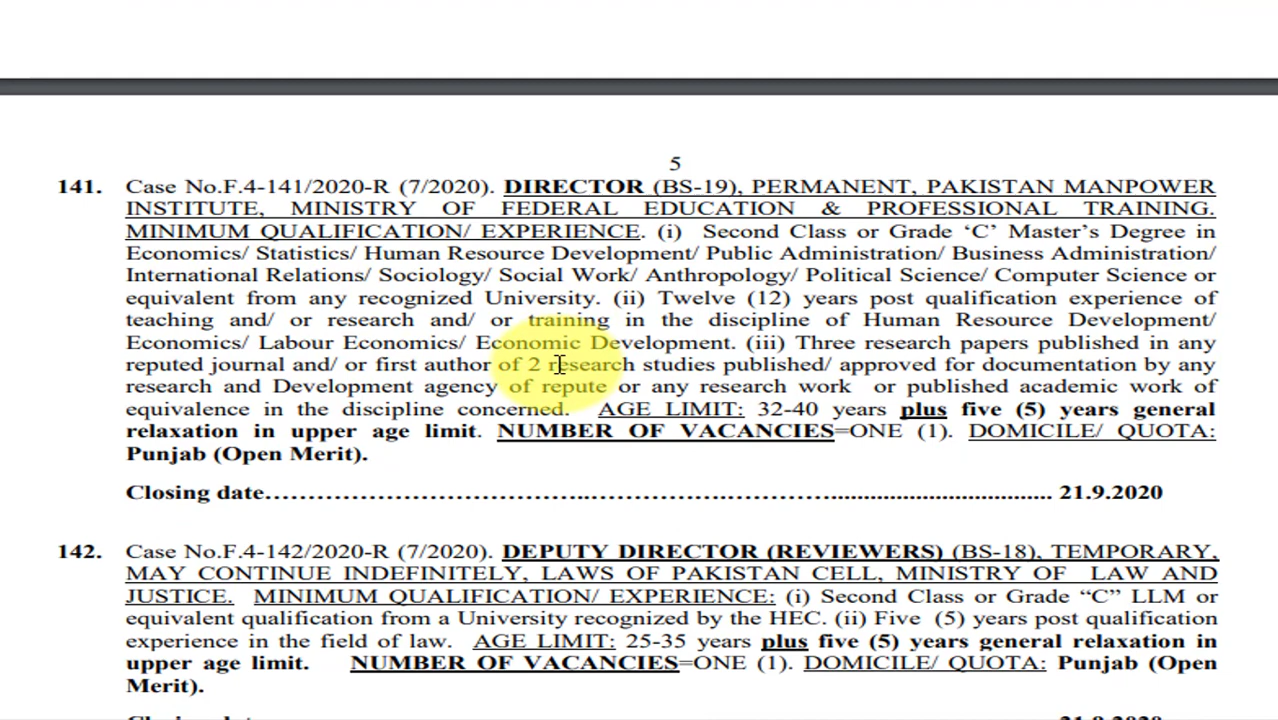 5
141. Case No.F.4-141/2020-R (7/2020). DIRECTOR (BS-19), PERMANENT, PAKISTAN MANPOWER
INSTITUTE, MINISTRY OF FEDERAL EDUCATION & PROFESSIONAL TRAINING.
MINIMUM QUALIFICATION/ EXPERIENCE. (i) Second Class or Grade ‘C’ Master’s Degree in
Economics/ Statistics/ Human Resource Development/ Public Administration/ Business Administration/
International Relations/ Sociology/ Social Work/ Anthropology/ Political Science/ Computer Science or
equivalent from any recognized University. (ii) Twelve (12) years post qualification experience of
teaching and/ or research and/ or training in the discipline of Human Resource Development/
Economics/ Labour Economics/ Economic Development. (iii) Three research papers published in any
reputed journal and/ or first author of 2 research studies published/ approved for documentation by any
research and Development agency of repute or any research work or published academic work of
equivalence in the discipline concerned. AGE LIMIT: 32-40 years plus five (5) years general
relaxation in upper age limit. NUMBER OF VACANCIES=ONE (1). DOMICILE/ QUOTA:
Punjab (Open Merit).
Closing date…………………………………..…………………………….............................. 21.9.2020
142. Case No.F.4-142/2020-R (7/2020). DEPUTY DIRECTOR (REVIEWERS) (BS-18), TEMPORARY,
MAY CONTINUE INDEFINITELY, LAWS OF PAKISTAN CELL, MINISTRY OF LAW AND
JUSTICE. MINIMUM QUALIFICATION/ EXPERIENCE: (i) Second Class or Grade “C” LLM or
equivalent qualification from a University recognized by the HEC. (ii) Five (5) years post qualification
experience in the field of law. AGE LIMIT: 25-35 years plus five (5) years general relaxation in
upper age limit. NUMBER OF VACANCIES=ONE (1). DOMICILE/ QUOTA: Punjab (Open
Merit).